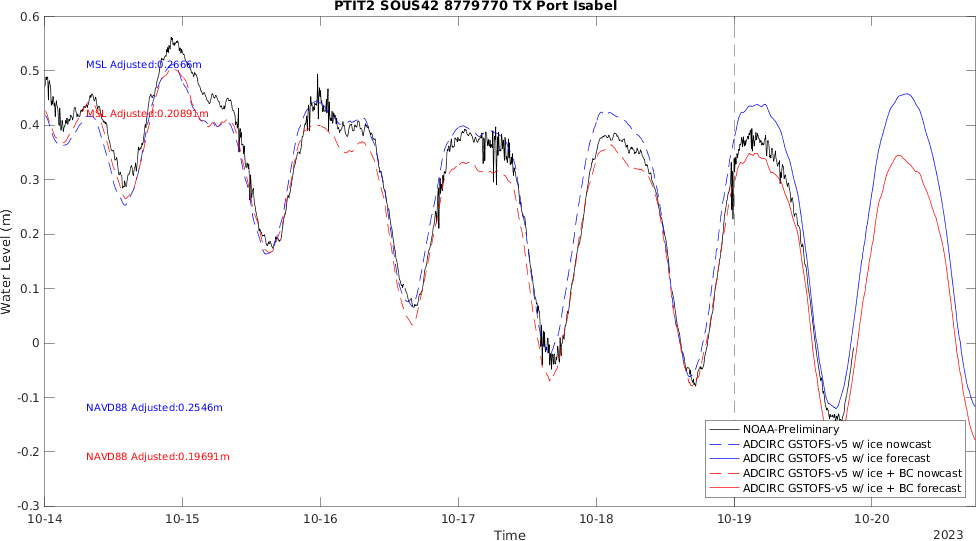 PTIT2 SOUS42 8779770 TX Port Isabel
0.6
0.5
0.4
0.3
0.2
0.1
0
-0.1
-0.2
-0.3
Water Level (m)
MSL Adjusted:0.2666m
MSL Adjusted:0.20891m
NAVD88 Adjusted:0.2546m
NAVD88 Adjusted:0.19691m
NOAA-Preliminary
ADCIRC GSTOFS-v5 w/ ice nowcast
ADCIRC GSTOFS-v5 w/ ice forecast
ADCIRC GSTOFS-v5 w/ ice + BC nowcast
ADCIRC GSTOFS-v5 w/ ice + BC forecast
10-14 10-15 10-16 10-17 10-18 10-19 10-20
Time
2023